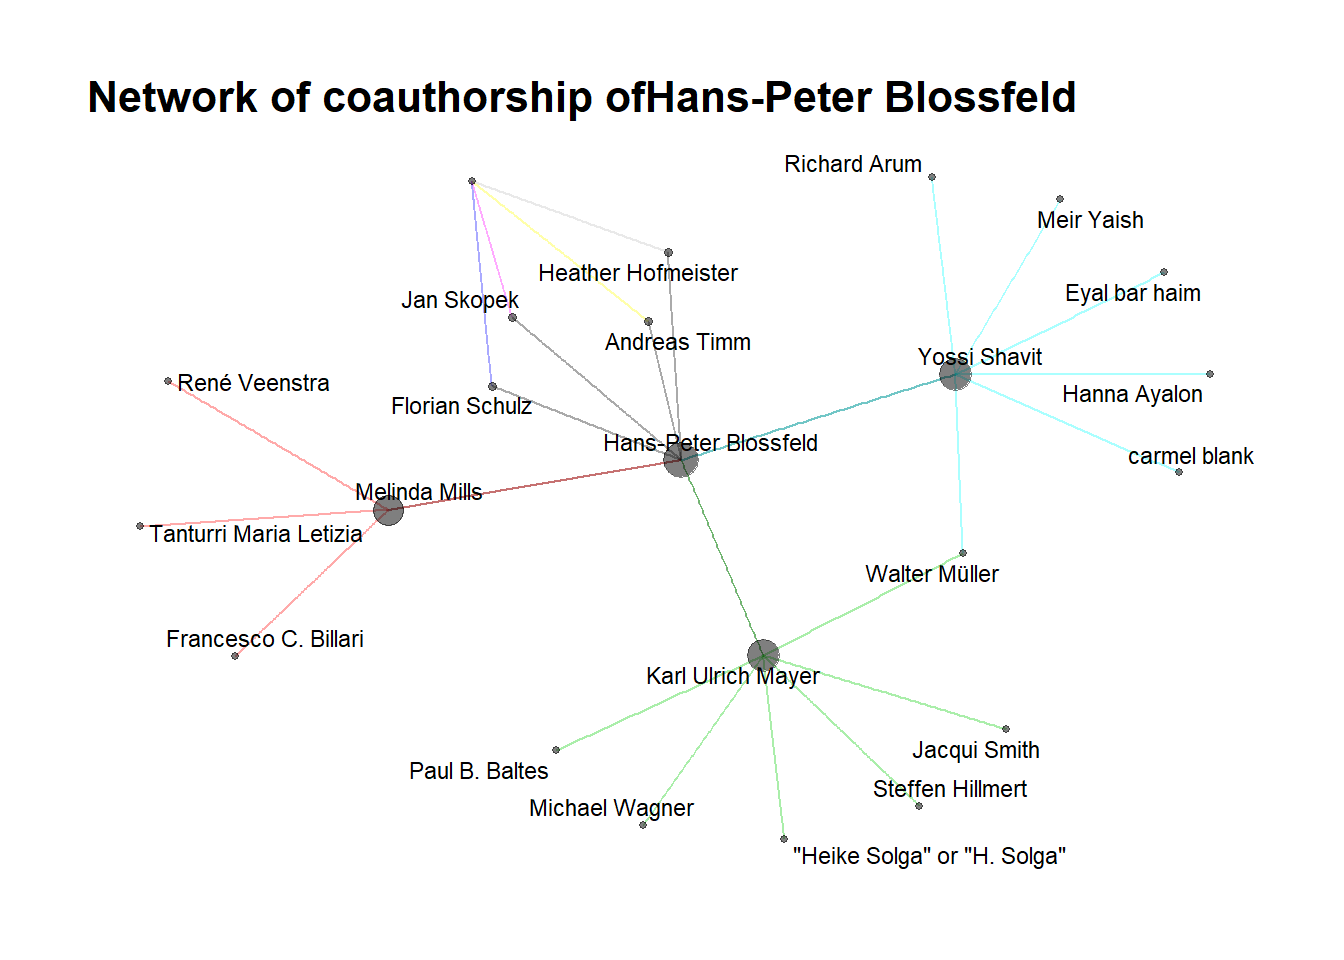 Network of coauthorship ofHans-Peter Blossfeld
Richard Arum
Meir Yaish
Heather Hofmeister
Eyal bar haim
Jan Skopek
Andreas Timm
Yossi Shavit
René Veenstra
Hanna Ayalon
Florian Schulz
Hans-Peter Blossfeld
carmel blank
Melinda Mills
Tanturri Maria Letizia
Walter Müller
Francesco C. Billari
Karl Ulrich Mayer
Jacqui Smith
Paul B. Baltes
Steffen Hillmert
Michael Wagner
"Heike Solga" or "H. Solga"